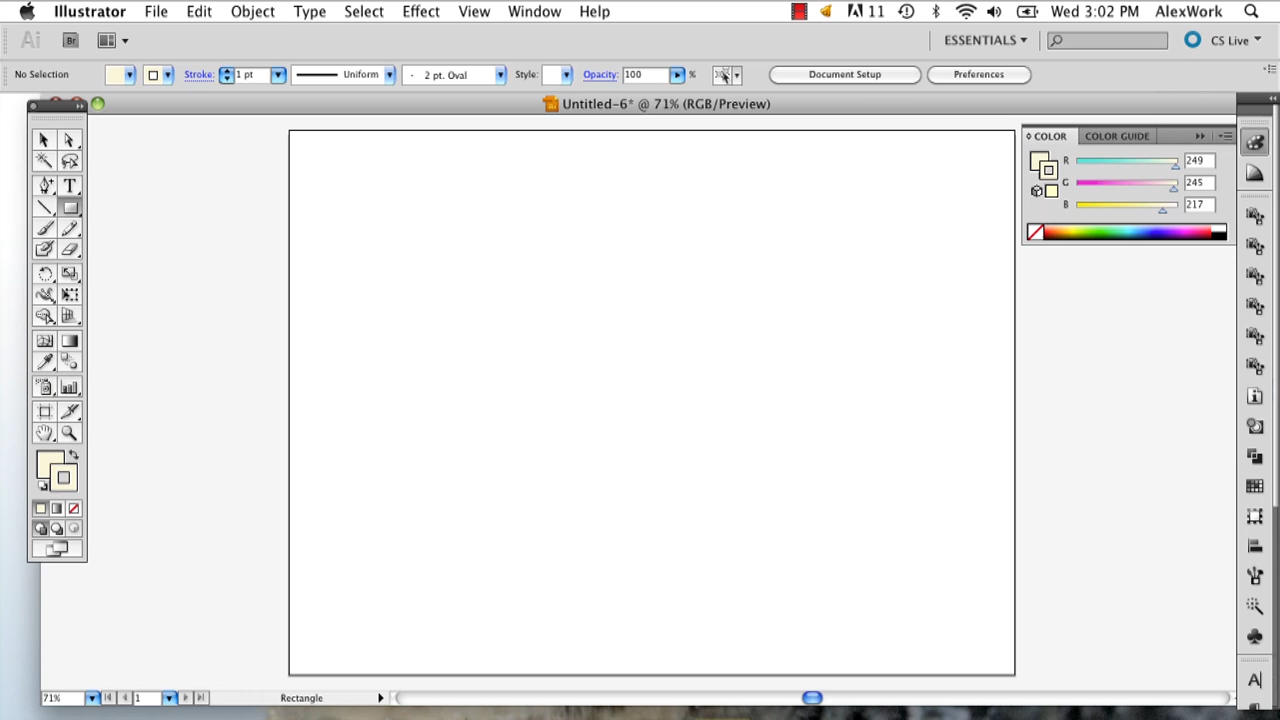 Illustrator File Edit Object Type Select Effect View Window Help 11 Wed 3:02 PM AlexWork
Ai Br ESSENTIALS CS Live
No Selection Stroke: 1 pt Uniform 2 pt. Oval Style: Opacity: 100 % Document Setup Preferences
Untitled-6* @ 71% (RGB/Preview)
COLOR COLOR GUIDE
R 249
G 245
B 217
T
A
71% 1 Rectangle